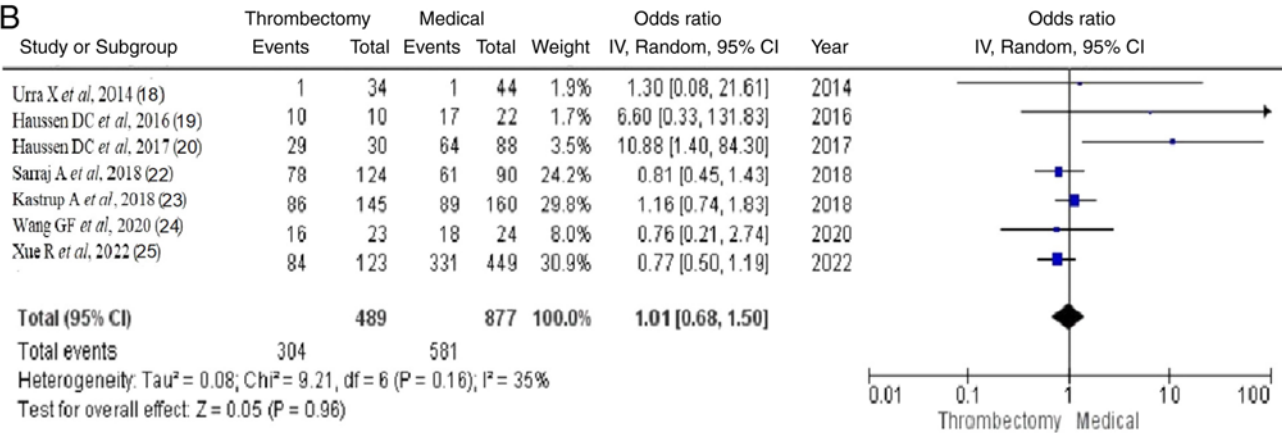 B
Thrombectomy Medical Odds ratio Odds ratio
Study or Subgroup Events Total Events Total Weight IV, Random, 95% CI Year IV, Random, 95% CI
Urra X et al, 2014 (18) 1 34 1 44 1.9% 1.30 [0.08, 21.61] 2014
Haussen DC et al, 2016 (19) 10 10 17 22 1.7% 6.60 [0.33, 131.83] 2016
Haussen DC et al, 2017 (20) 29 30 64 88 3.5% 10.88 [1.40, 84.30] 2017
Sarraj A et al, 2018 (22) 78 124 61 90 24.2% 0.81 [0.45, 1.43] 2018
Kastrup A et al, 2018 (23) 86 145 89 160 29.8% 1.16 [0.74, 1.83] 2018
Wang GF et al, 2020 (24) 16 23 18 24 8.0% 0.76 [0.21, 2.74] 2020
Xue R et al, 2022 (25) 84 123 331 449 30.9% 0.77 [0.50, 1.19] 2022
Total (95% CI) 489 877 100.0% 1.01 [0.68, 1.50]
Total events 304 581
Heterogeneity: Tau² = 0.08; Chi² = 9.21, df = 6 (P = 0.16); I² = 35%
Test for overall effect: Z = 0.05 (P = 0.96)
0.01 0.1 1 10 100
Thrombectomy Medical